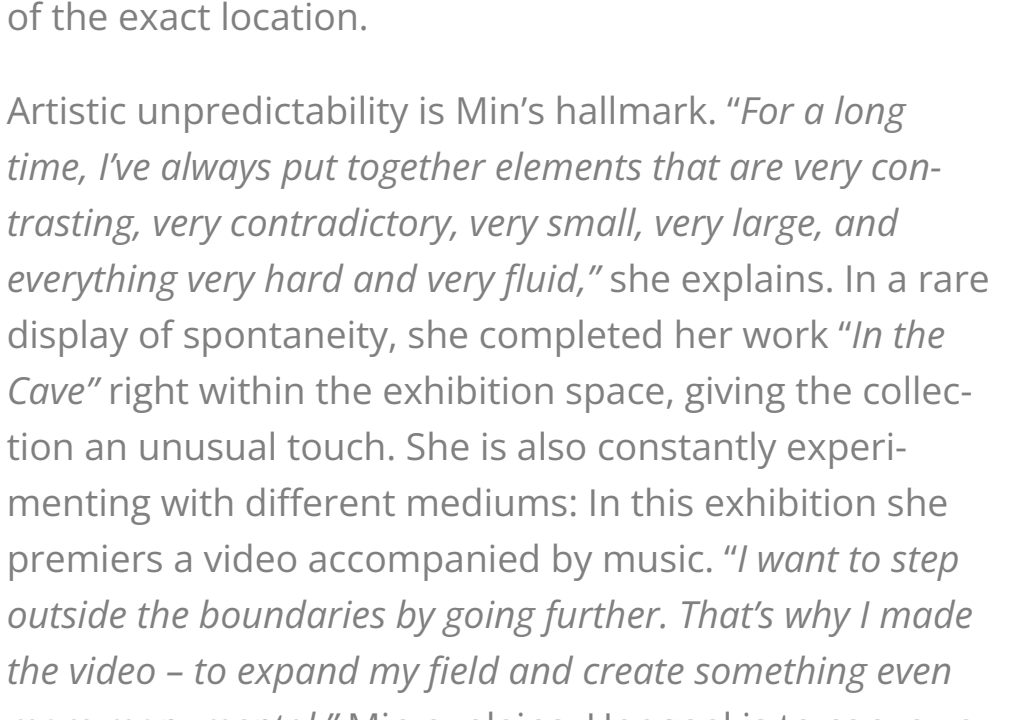 of the exact location.
Artistic unpredictability is Min’s hallmark. “For a long
time, I’ve always put together elements that are very con-
trasting, very contradictory, very small, very large, and
everything very hard and very fluid,” she explains. In a rare
display of spontaneity, she completed her work “In the
Cave” right within the exhibition space, giving the collec-
tion an unusual touch. She is also constantly experi-
menting with different mediums: In this exhibition she
premiers a video accompanied by music. “I want to step
outside the boundaries by going further. That’s why I made
the video – to expand my field and create something even